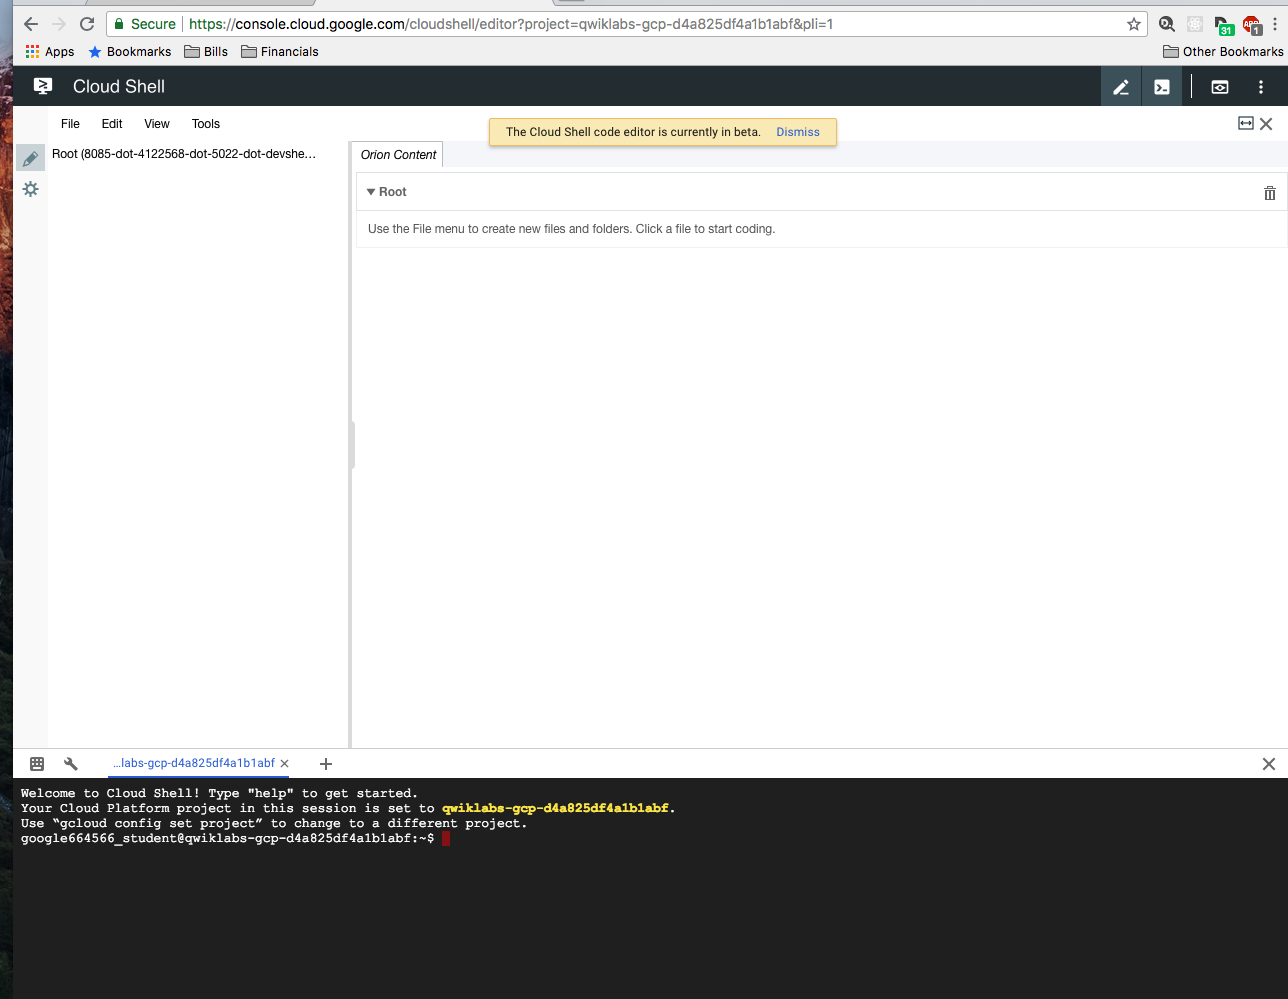 Secure https://console.cloud.google.com/cloudshell/editor?project=qwiklabs-gcp-d4a825df4a1b1abf&pli=1
31
1
Apps Bookmarks Bills Financials Other Bookmarks
Cloud Shell
File Edit View Tools
The Cloud Shell code editor is currently in beta. Dismiss
Root (8085-dot-4122568-dot-5022-dot-devshe...
Orion Content
Root
Use the File menu to create new files and folders. Click a file to start coding.
...labs-gcp-d4a825df4a1b1abf
Welcome to Cloud Shell! Type "help" to get started.
Your Cloud Platform project in this session is set to qwiklabs-gcp-d4a825df4a1b1abf.
Use “gcloud config set project” to change to a different project.
google664566_student@qwiklabs-gcp-d4a825df4a1b1abf:~$